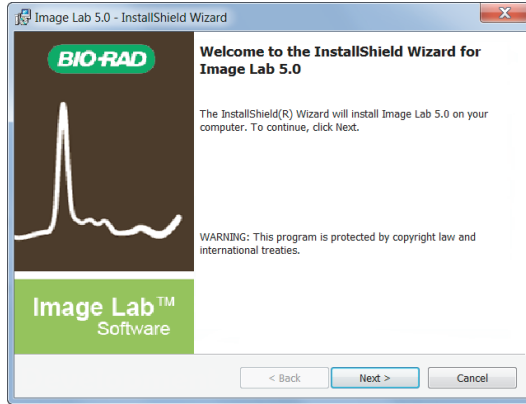 Image Lab 5.0 - InstallShield Wizard
BIO-RAD
Welcome to the InstallShield Wizard for
Image Lab 5.0
The InstallShield(R) Wizard will install Image Lab 5.0 on your
computer. To continue, click Next.
WARNING: This program is protected by copyright law and
international treaties.
Image Lab™
Software
< Back
Next >
Cancel